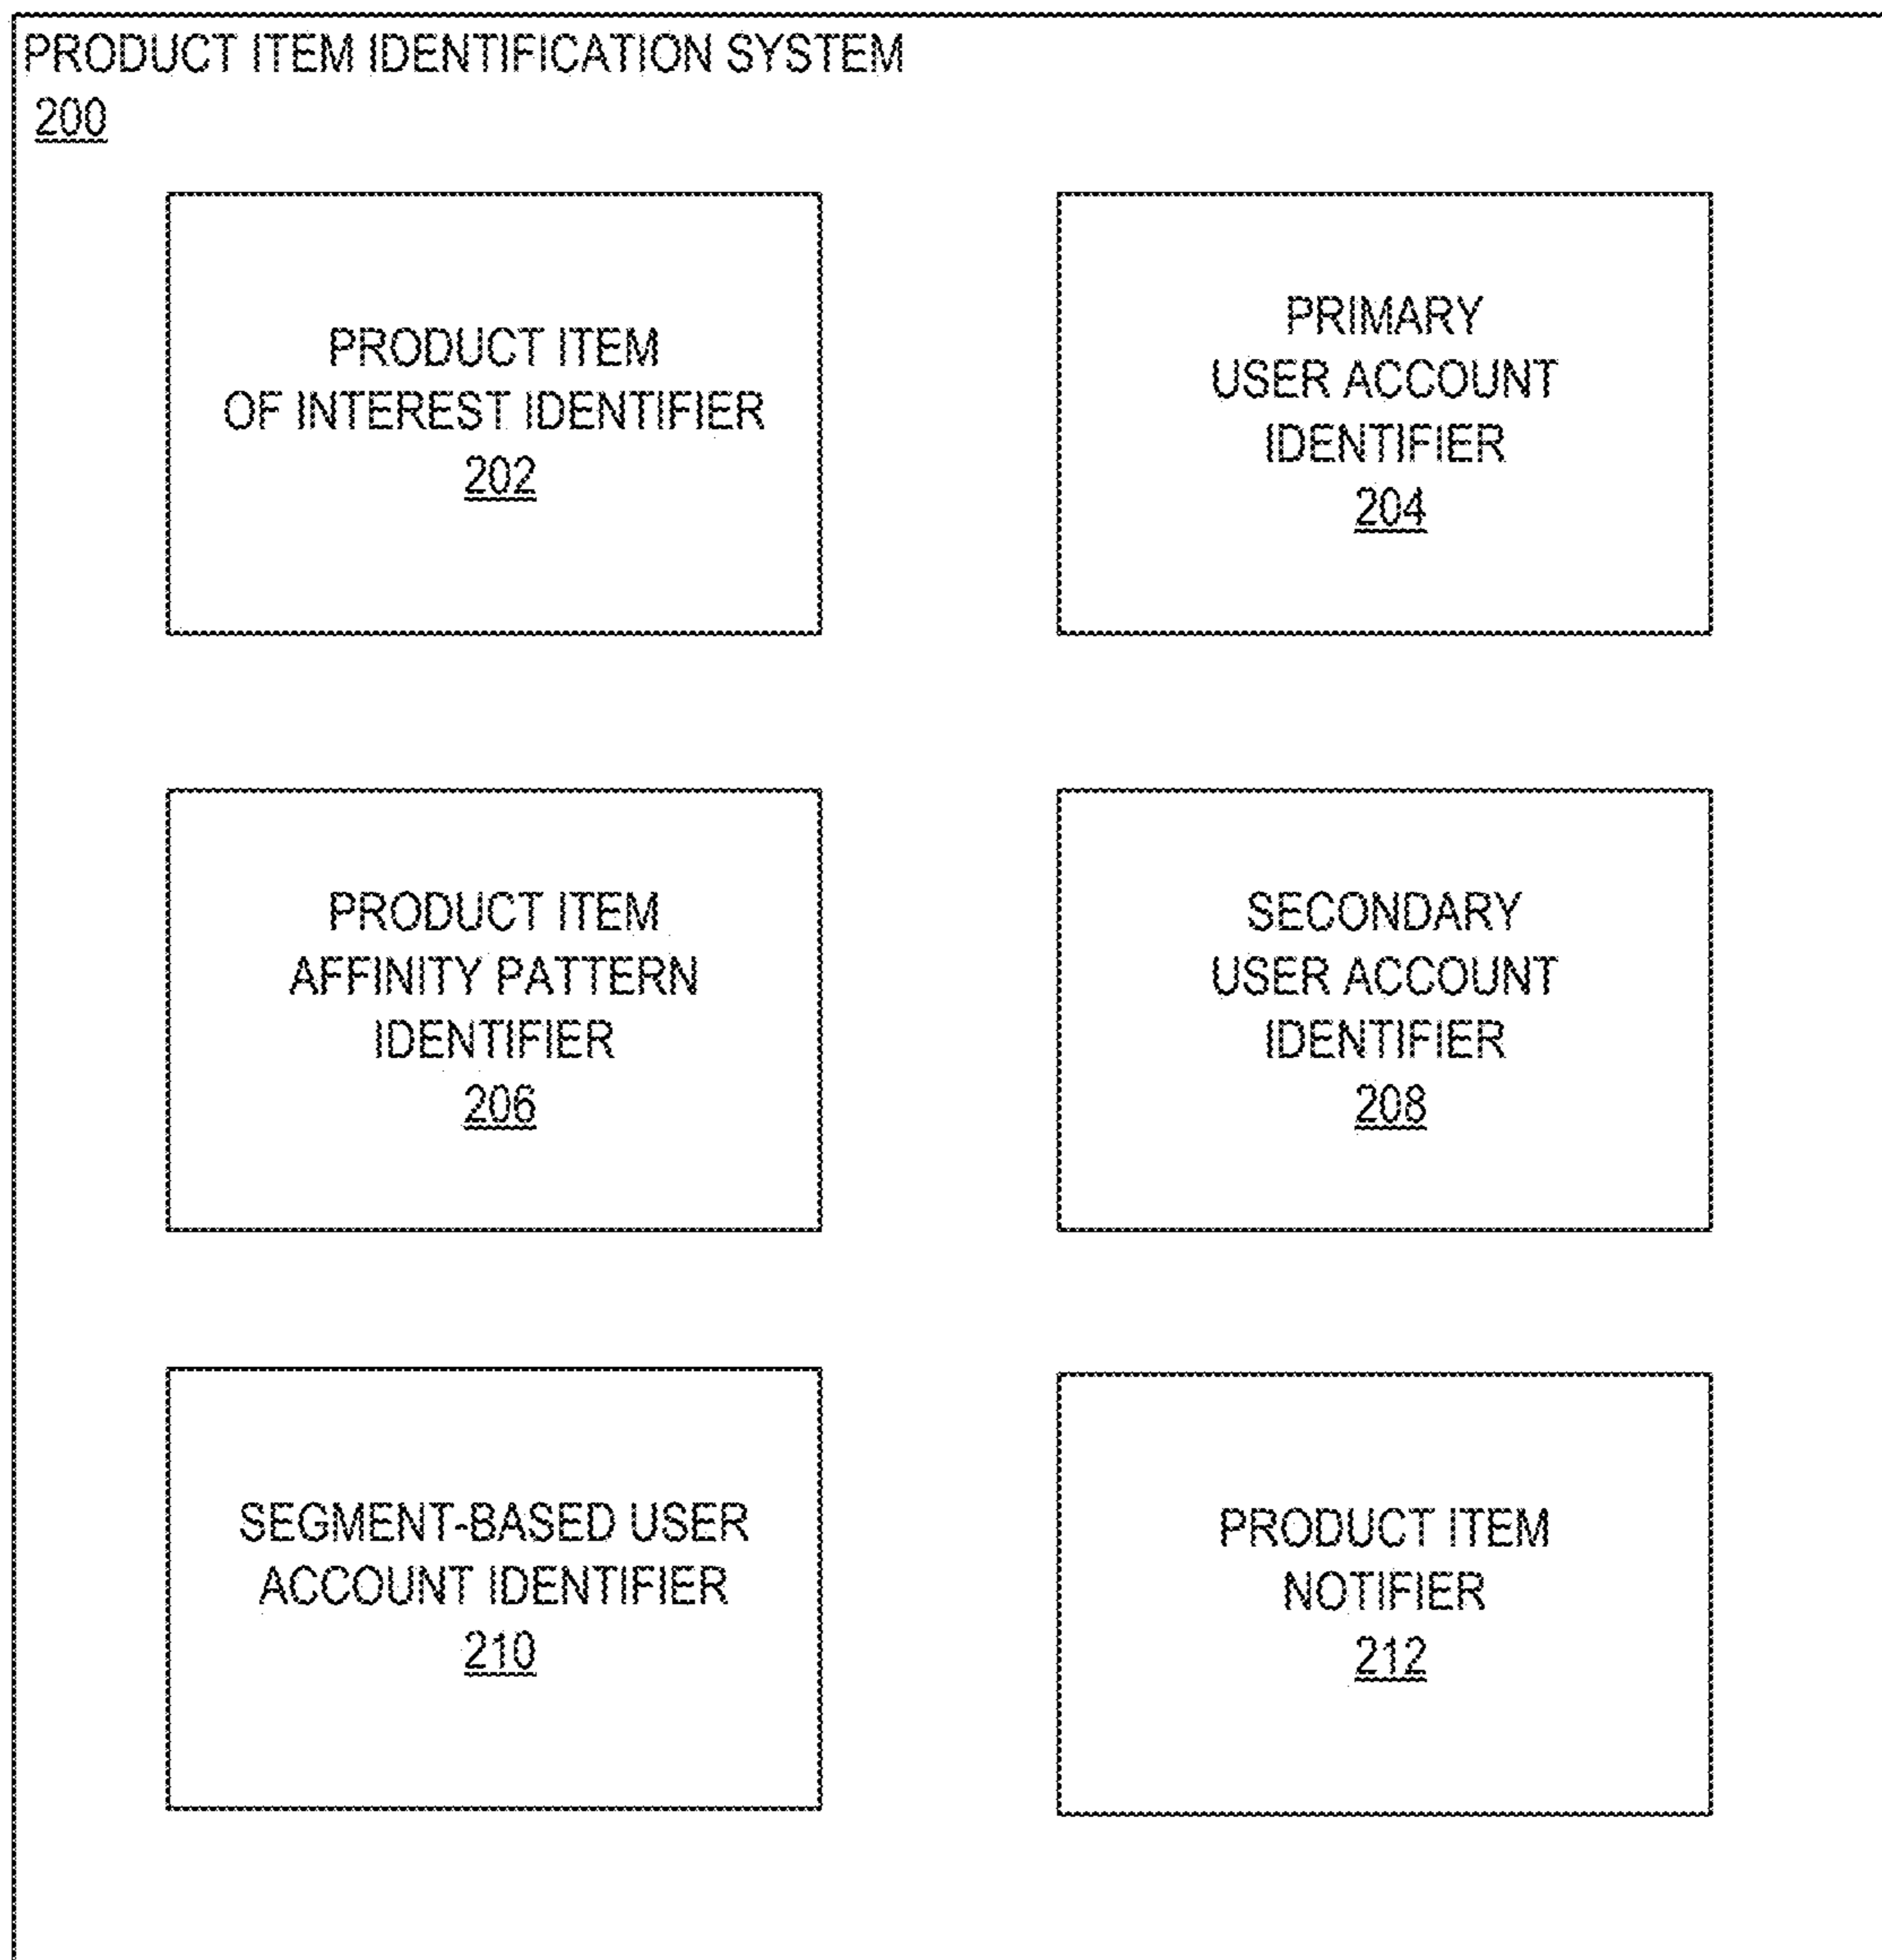 PRODUCT ITEM IDENTIFICATION SYSTEM
200
PRODUCT ITEM
OF INTEREST IDENTIFIER
202
PRIMARY
USER ACCOUNT
IDENTIFIER
204
PRODUCT ITEM
AFFINITY PATTERN
IDENTIFIER
206
SECONDARY
USER ACCOUNT
IDENTIFIER
208
SEGMENT-BASED USER
ACCOUNT IDENTIFIER
210
PRODUCT ITEM
NOTIFIER
212